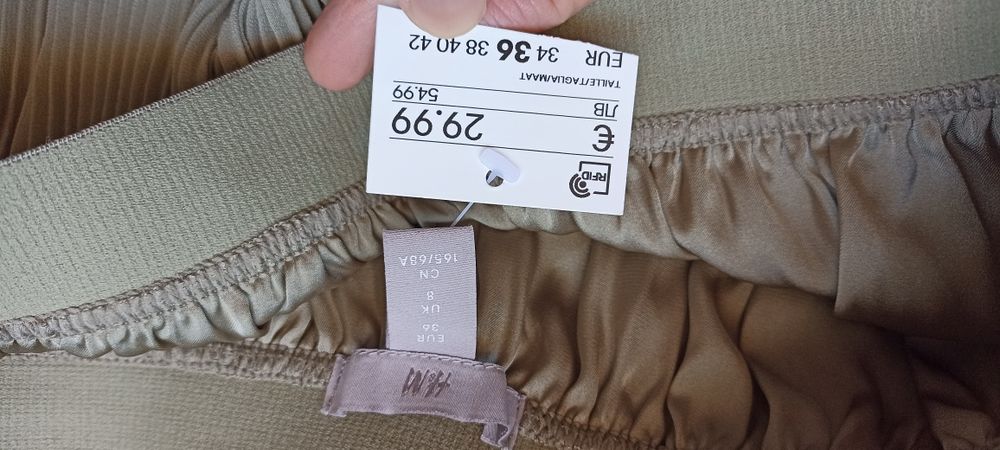 RFID
€ 29.99
ЛВ 54.99
TAILLE/TAGLIA/MAAT
EUR 34 36 38 40 42
H&M
EUR
36
UK
8
CN
165/68A